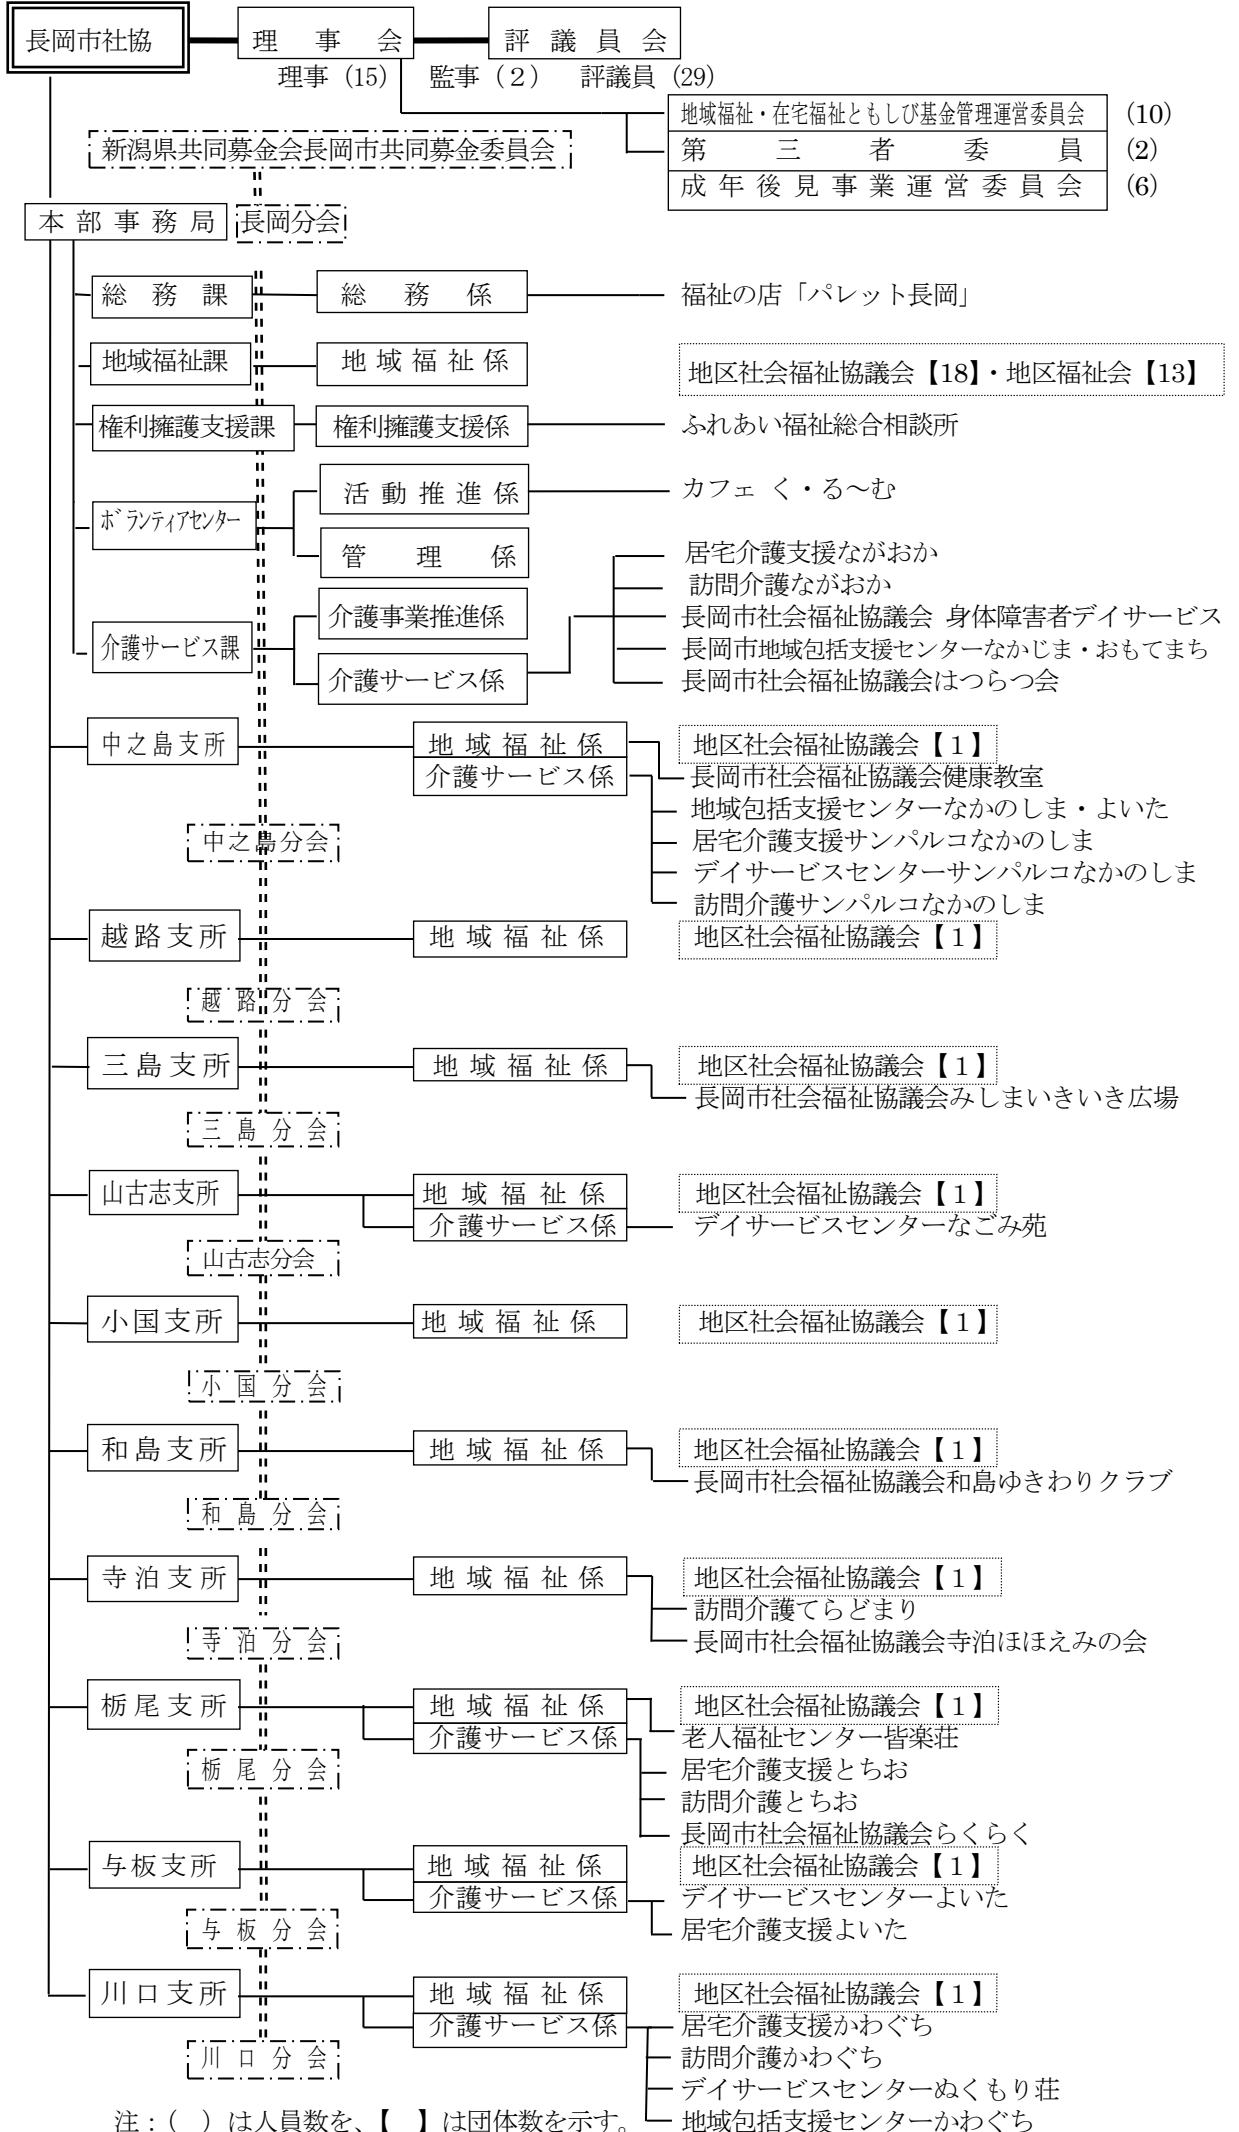 長岡市社協 理事会 評議員会
理事 (15) 監事（２） 評議員 (29)
地域福祉・在宅福祉ともしび基金管理運営委員会 (10)
新潟県共同募金会長岡市共同募金委員会 第三者委員 (2)
成年後見事業運営委員会 (6)
本部事務局 長岡分会
総務課 総務係 福祉の店「パレット長岡」
地域福祉課 地域福祉係 地区社会福祉協議会【18】・地区福祉会【13】
権利擁護支援課 権利擁護支援係 ふれあい福祉総合相談所
ﾎﾞランティアセンター 活動推進係 カフェ く・る～む
管理係
居宅介護支援ながおか
訪問介護ながおか
介護サービス課 介護事業推進係 長岡市社会福祉協議会 身体障害者デイサービス
長岡市地域包括支援センターなかじま・おもてまち
介護サービス係 長岡市社会福祉協議会はつらつ会
中之島支所 地域福祉係 地区社会福祉協議会【１】
介護サービス係 長岡市社会福祉協議会健康教室
地域包括支援センターなかのしま・よいた
中之島分会 居宅介護支援サンパルコなかのしま
デイサービスセンターサンパルコなかのしま
訪問介護サンパルコなかのしま
越路支所 地域福祉係 地区社会福祉協議会【１】
越路分会
三島支所 地域福祉係 地区社会福祉協議会【１】
長岡市社会福祉協議会みしまいきいき広場
三島分会
山古志支所 地域福祉係 地区社会福祉協議会【１】
介護サービス係 デイサービスセンターなごみ苑
山古志分会
小国支所 地域福祉係 地区社会福祉協議会【１】
小国分会
和島支所 地域福祉係 地区社会福祉協議会【１】
長岡市社会福祉協議会和島ゆきわりクラブ
和島分会
寺泊支所 地域福祉係 地区社会福祉協議会【１】
訪問介護てらどまり
寺泊分会 長岡市社会福祉協議会寺泊ほほえみの会
栃尾支所 地域福祉係 地区社会福祉協議会【１】
介護サービス係 老人福祉センター皆楽荘
栃尾分会 居宅介護支援とちお
訪問介護とちお
長岡市社会福祉協議会らくらく
与板支所 地域福祉係 地区社会福祉協議会【１】
介護サービス係 デイサービスセンターよいた
与板分会 居宅介護支援よいた
川口支所 地域福祉係 地区社会福祉協議会【１】
介護サービス係 居宅介護支援かわぐち
川口分会 訪問介護かわぐち
デイサービスセンターぬくもり荘
注：( ）は人員数を、【 】は団体数を示す。 地域包括支援センターかわぐち